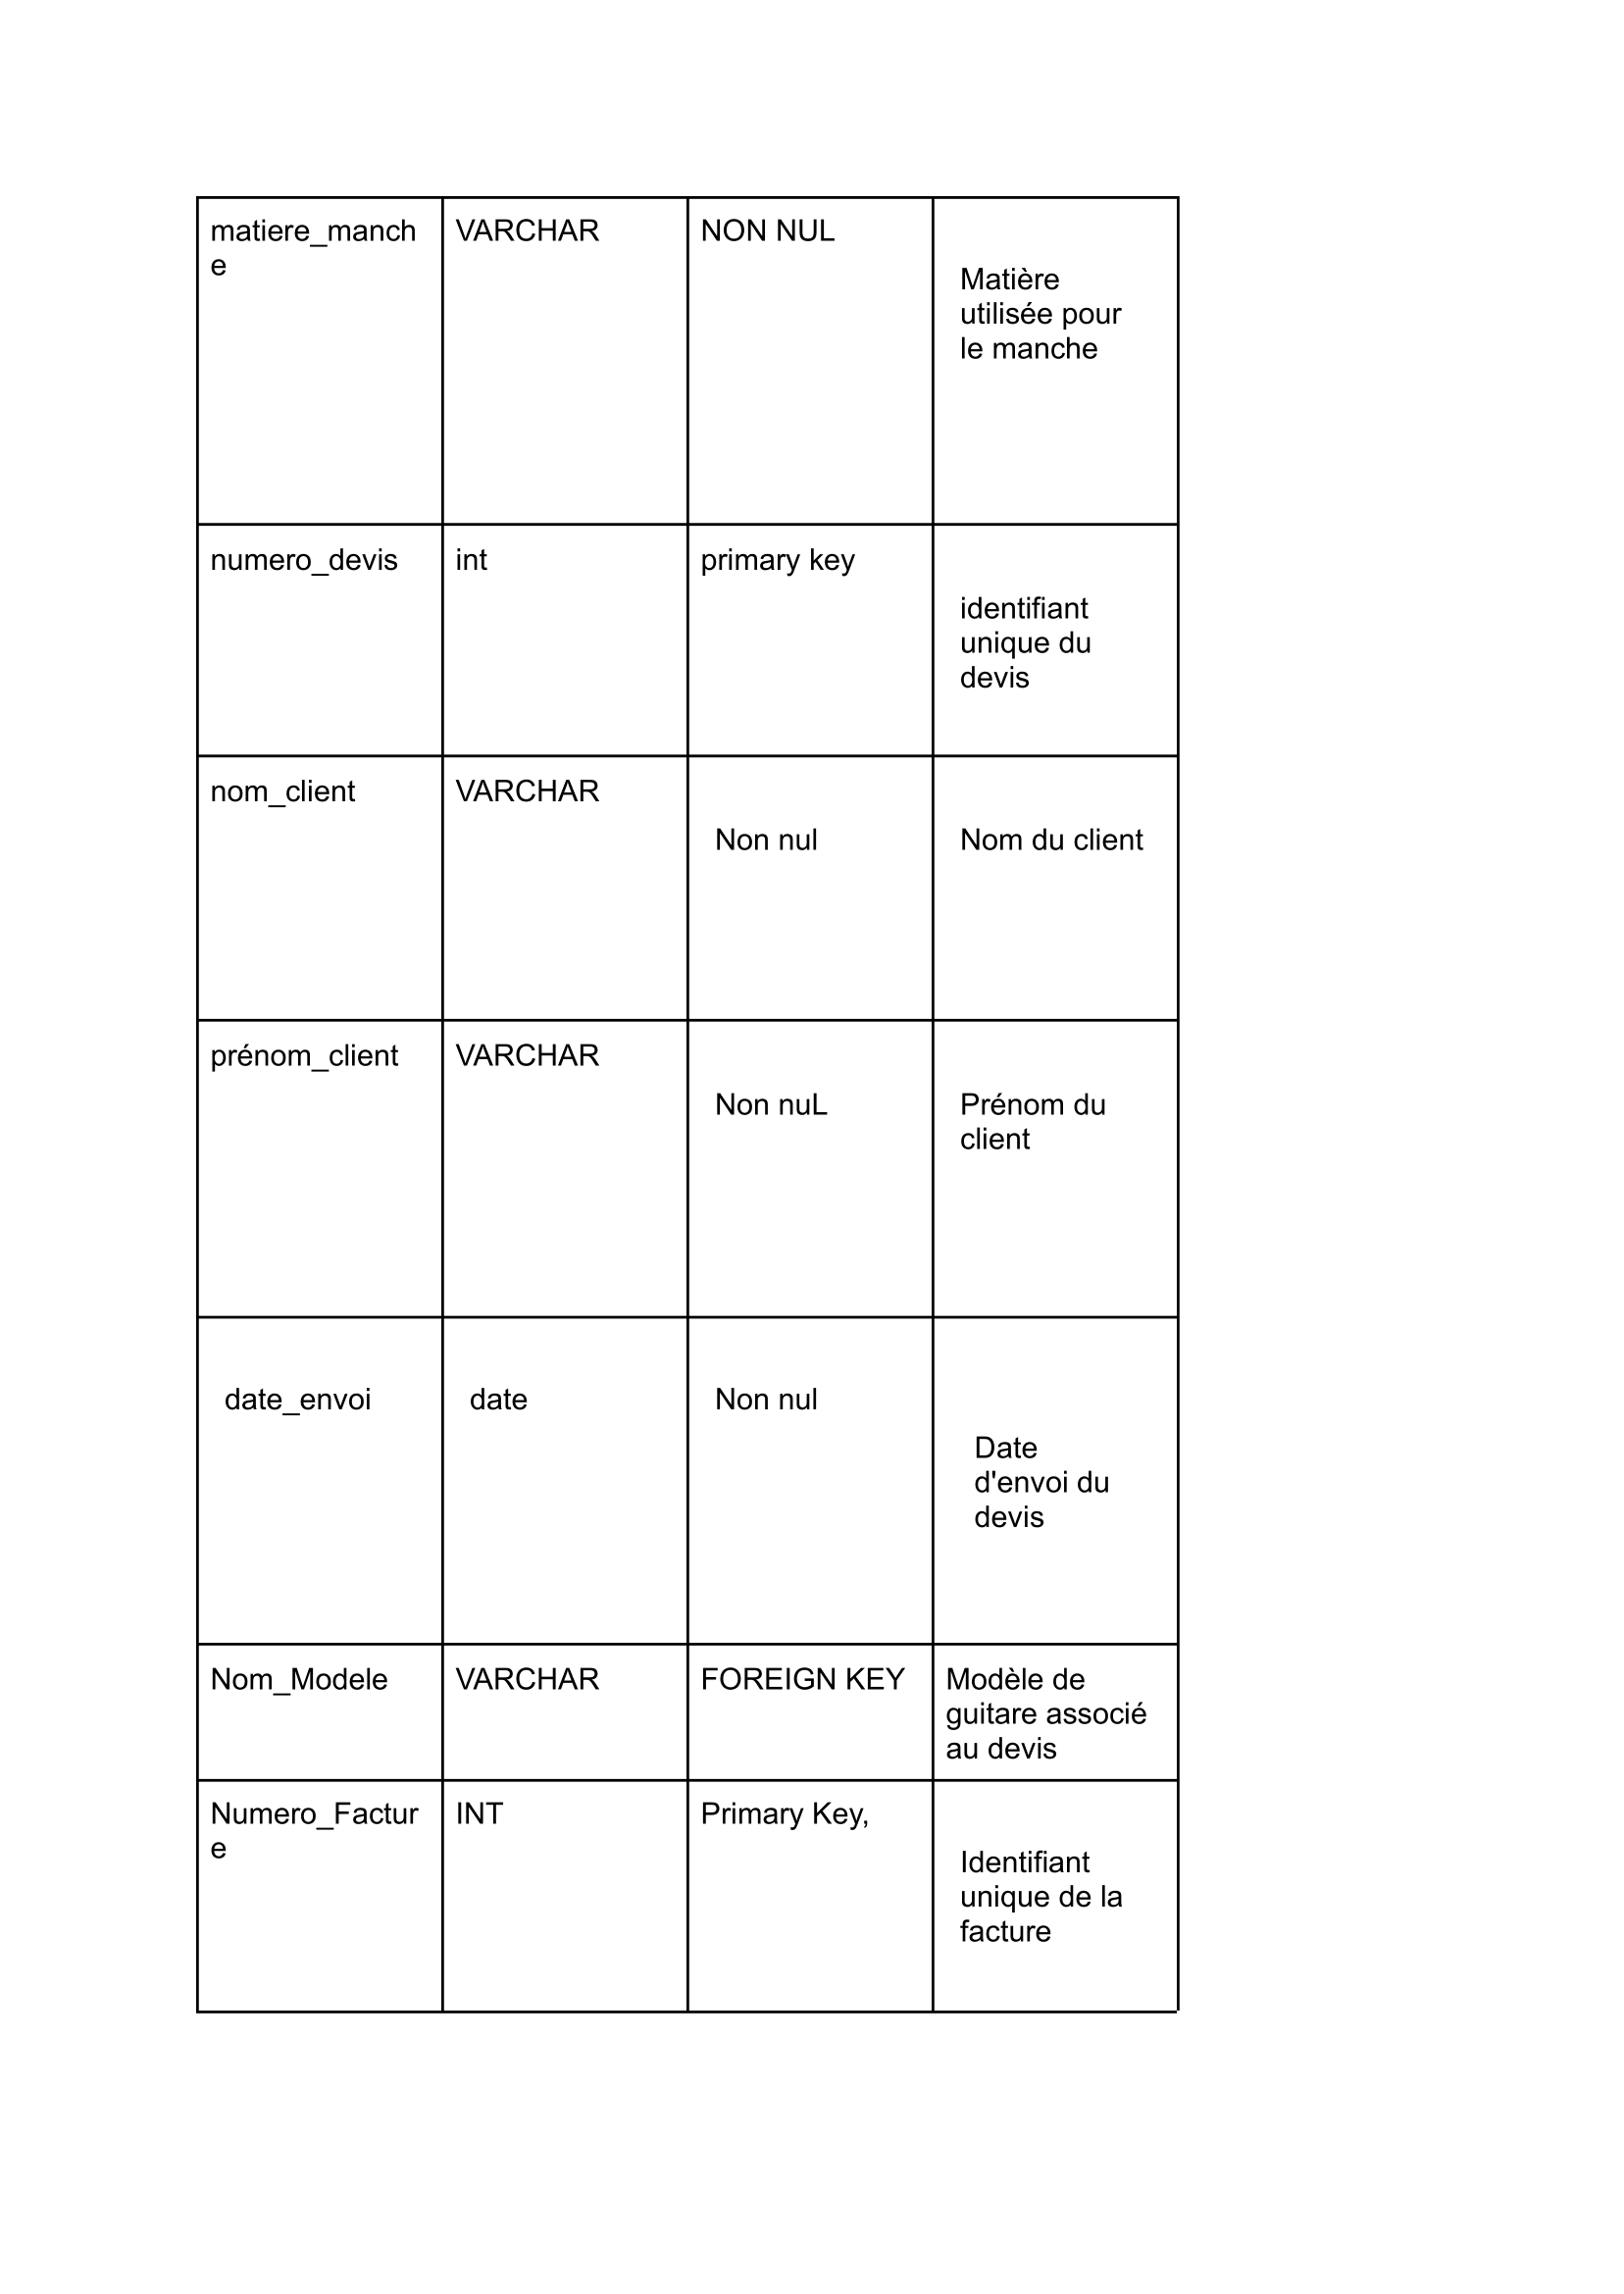 matiere_manch
e
VARCHAR
NON NUL
Matière
utilisée pour
le manche
numero_devis
int
primary key
identifiant
unique du
devis
nom_client
VARCHAR
Non nul
Nom du client
prénom_client
VARCHAR
Non nuL
Prénom du
client
date_envoi
date
Non nul
Date
d'envoi du
devis
Nom_Modele
VARCHAR
FOREIGN KEY
Modèle de
guitare associé
au devis
Numero_Factur
e
INT
Primary Key,
Identifiant
unique de la
facture